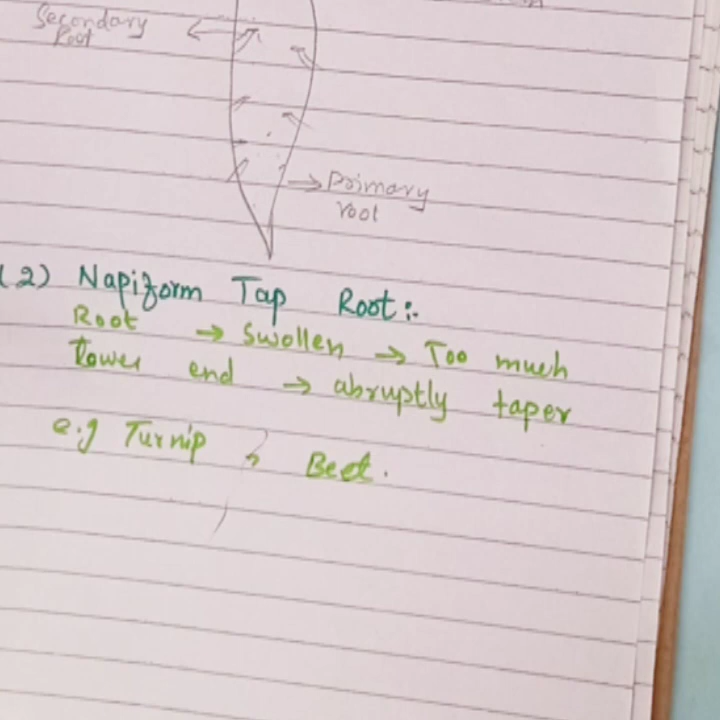 Secondary
Root
Primary
root
(2) Napiform Tap Root :-
Root → Swollen → Too much
lower end → abruptly taper
e.g Turnip , Beet.